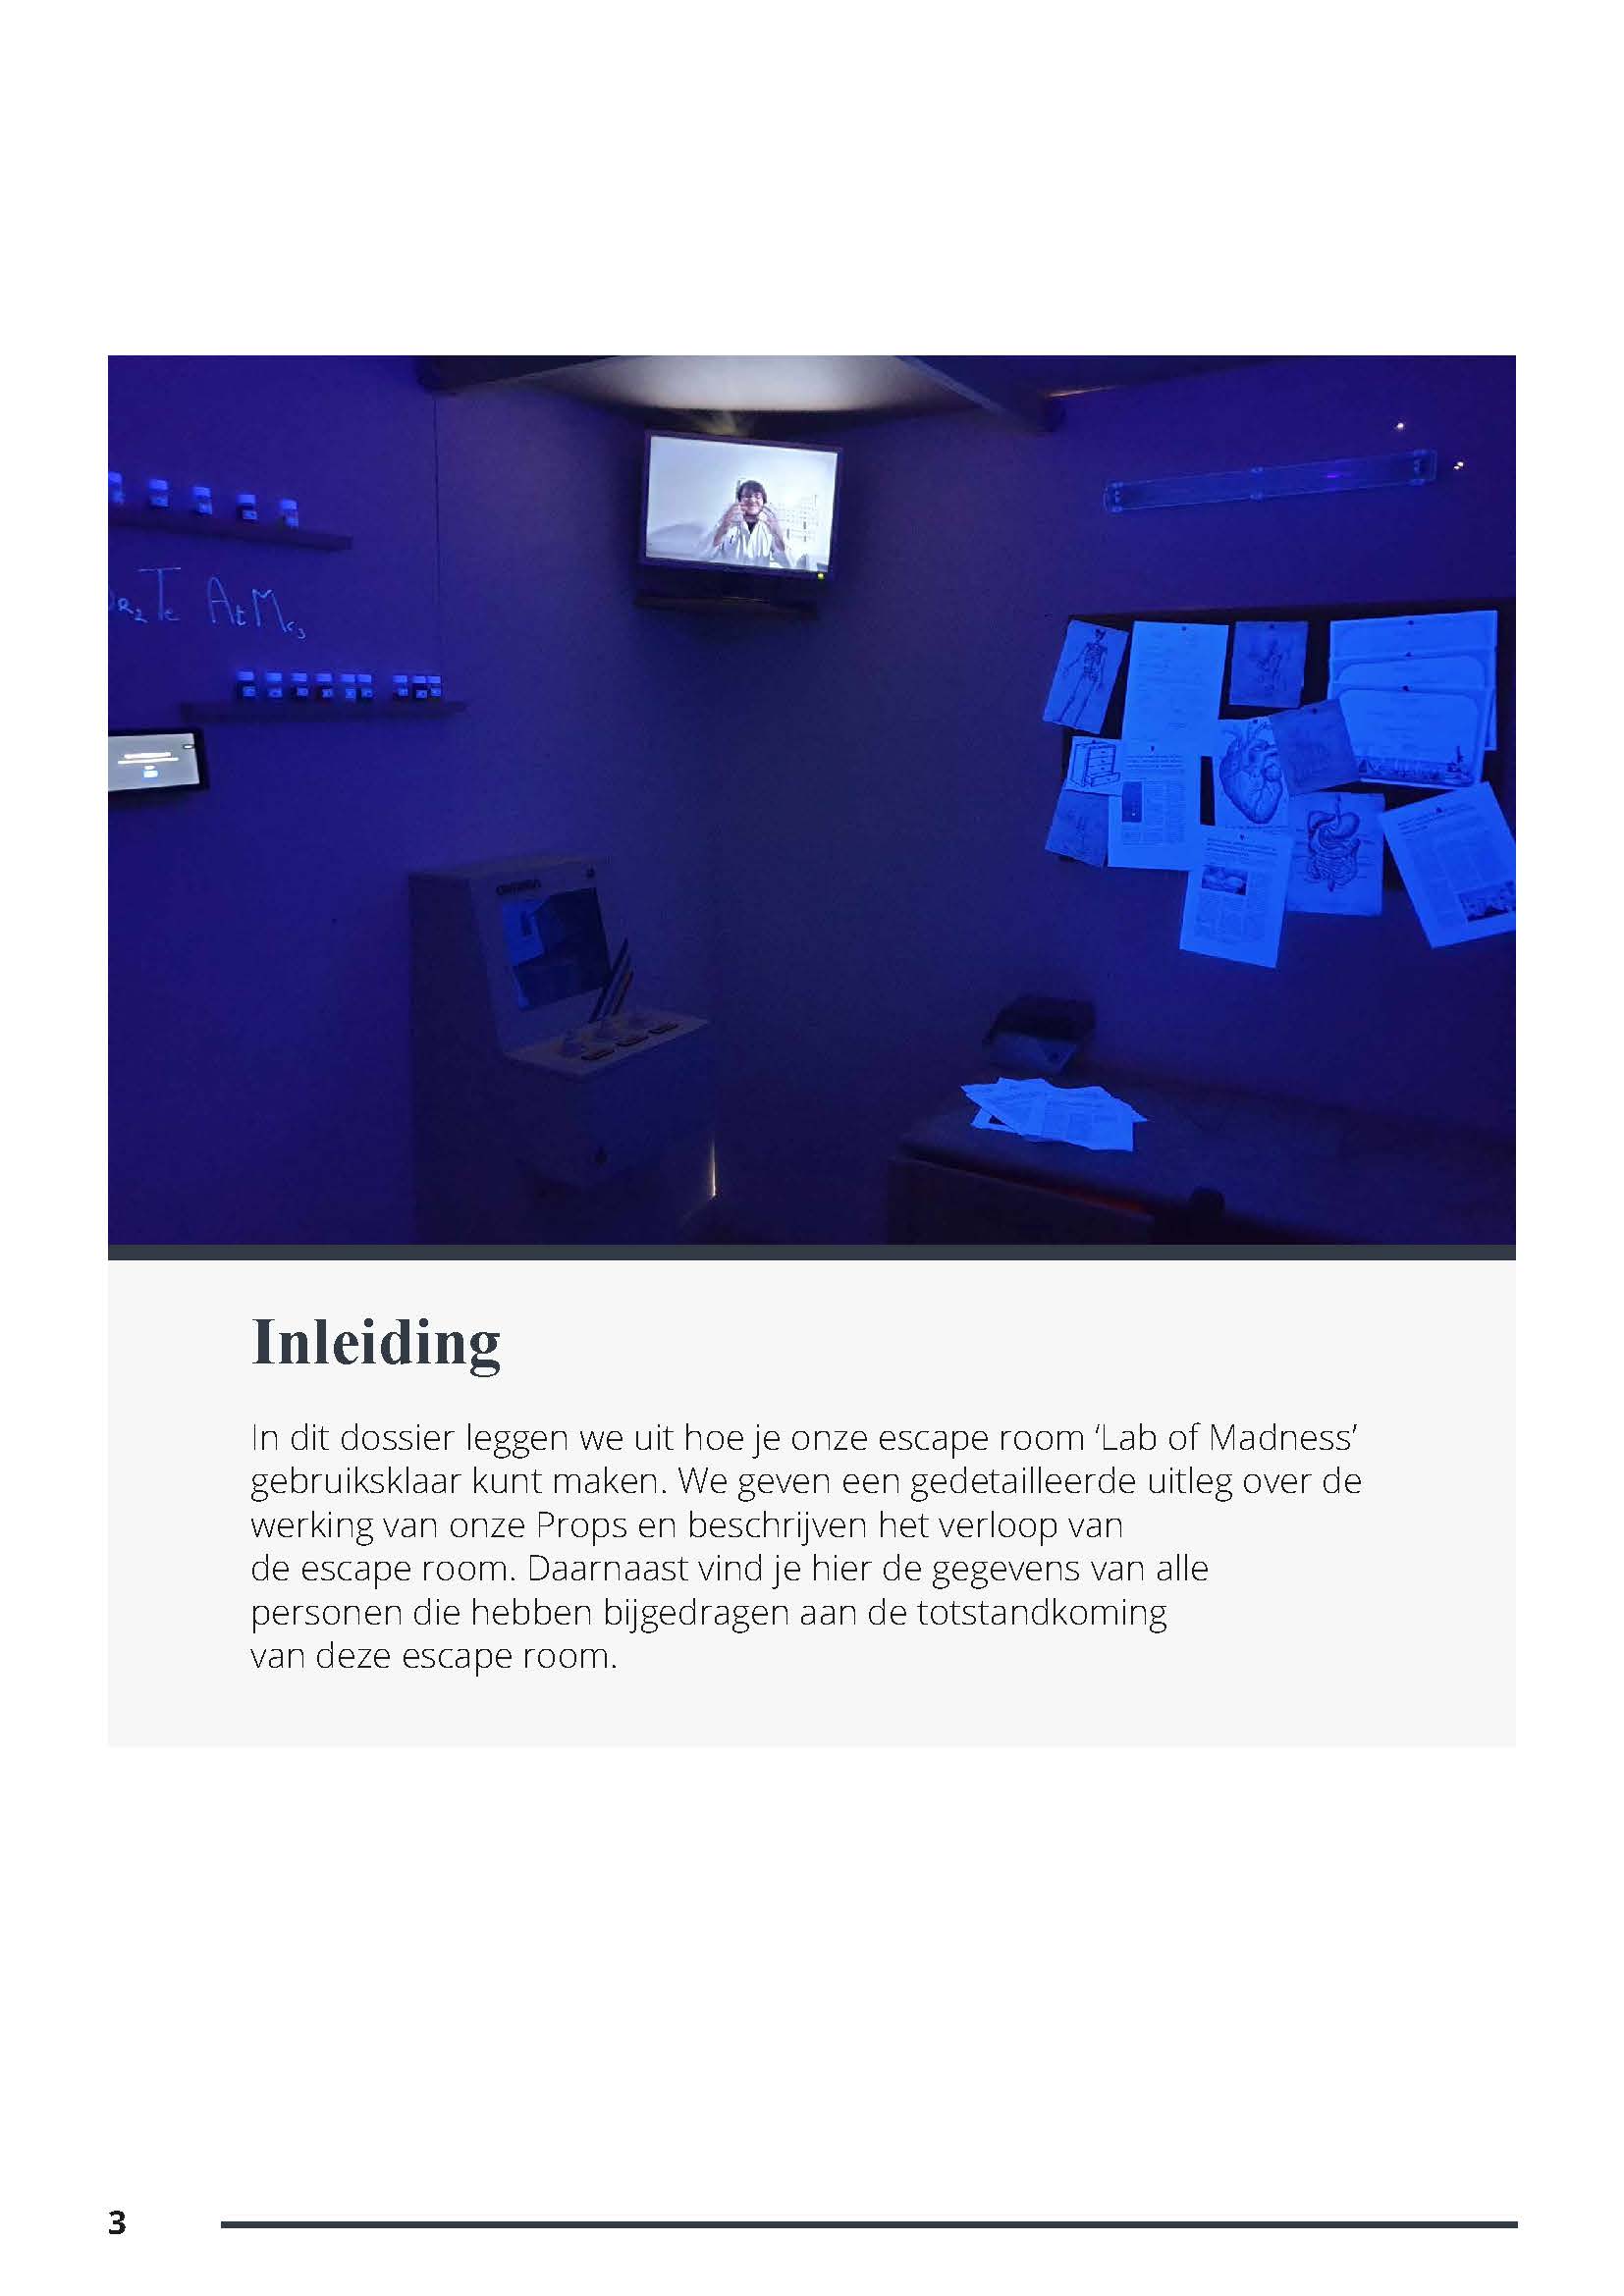 Inleiding
In dit dossier leggen we uit hoe je onze escape room ‘Lab of Madness’
gebruiksklaar kunt maken. We geven een gedetailleerde uitleg over de
werking van onze Props en beschrijven het verloop van
de escape room. Daarnaast vind je hier de gegevens van alle
personen die hebben bijgedragen aan de totstandkoming
van deze escape room.
3